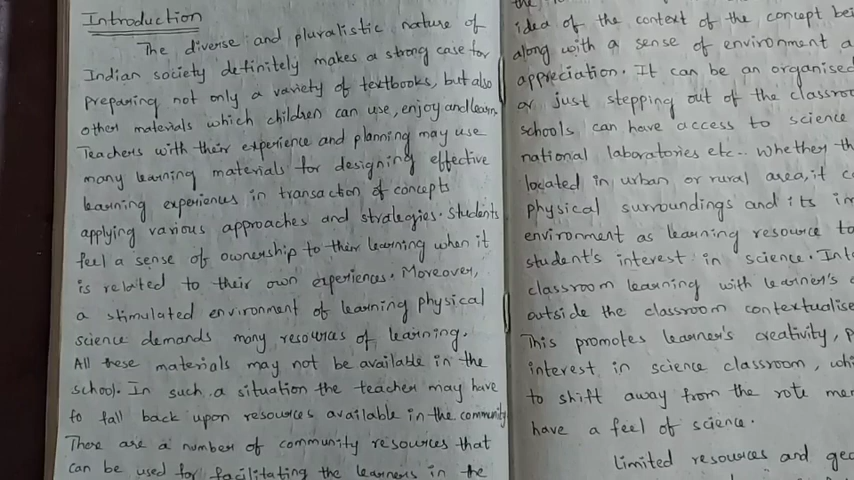 Introduction
The diverse and pluralistic nature of
Indian society definitely makes a strong case for
preparing not only a variety of textbooks, but also
other materials which children can use, enjoy and learn.
Teachers with their experience and planning may use
many learning materials for designing effective
learning experiences in transaction of concepts
applying various approaches and strategies. Students
feel a sense of ownership to their learning when it
is related to their own experiences. Moreover,
a stimulated environment of learning physical
science demands many resources of learning.
All these materials may not be available in the
school. In such a situation the teacher may have
to fall back upon resources available in the community
There are a number of community resources that
can be used for facilitating the learners in the
idea of the context of the concept bei
along with a sense of environment a
appreciation. It can be an organised
or just stepping out of the classroo
schools can have access to science
national laboratories etc.. whether th
located in urban or rural area, it c
physical surroundings and its im
environment as learning resource to
student's interest in science. Int
classroom learning with learner's e
outside the classroom contextualise
This promotes learner's creativity, p
interest in science classroom, whi
to shift away from the rote me
have a feel of science.
Limited resources and geo